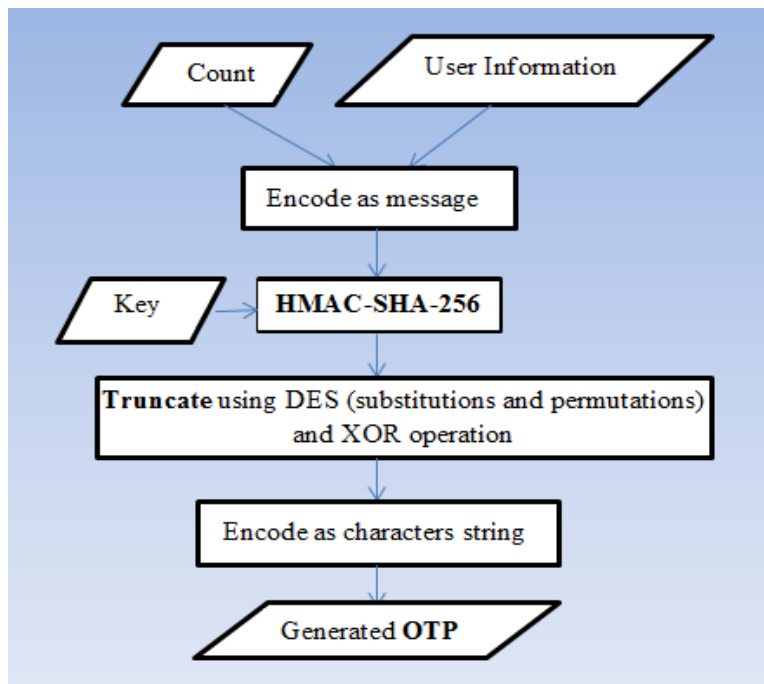 Count
User Information
Encode as message
Key
HMAC-SHA-256
Truncate using DES (substitutions and permutations)
and XOR operation
Encode as characters string
Generated OTP